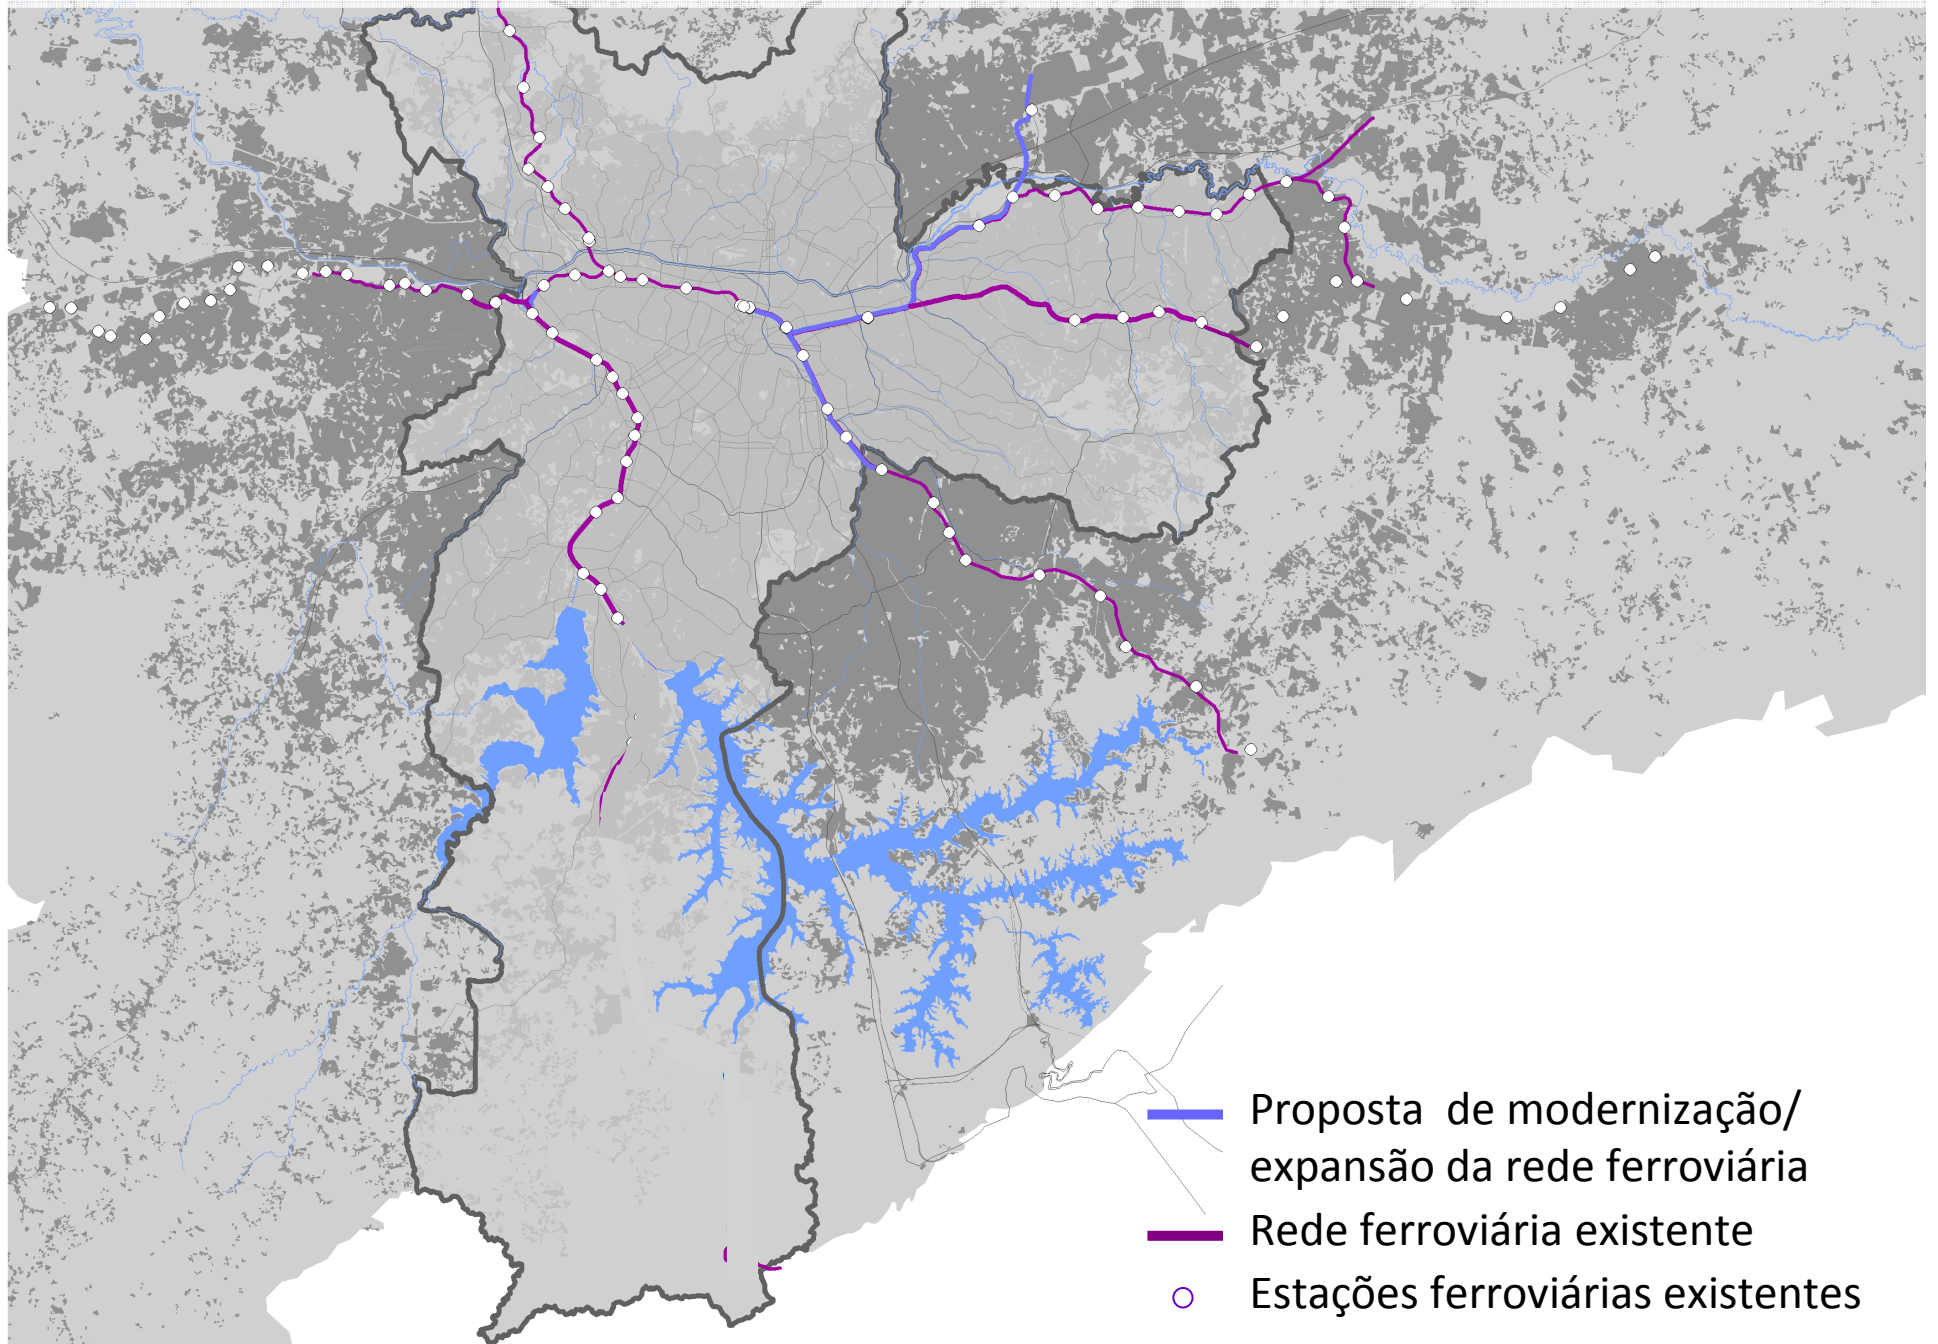 Proposta de modernização/
expansão da rede ferroviária
Rede ferroviária existente
Estações ferroviárias existentes